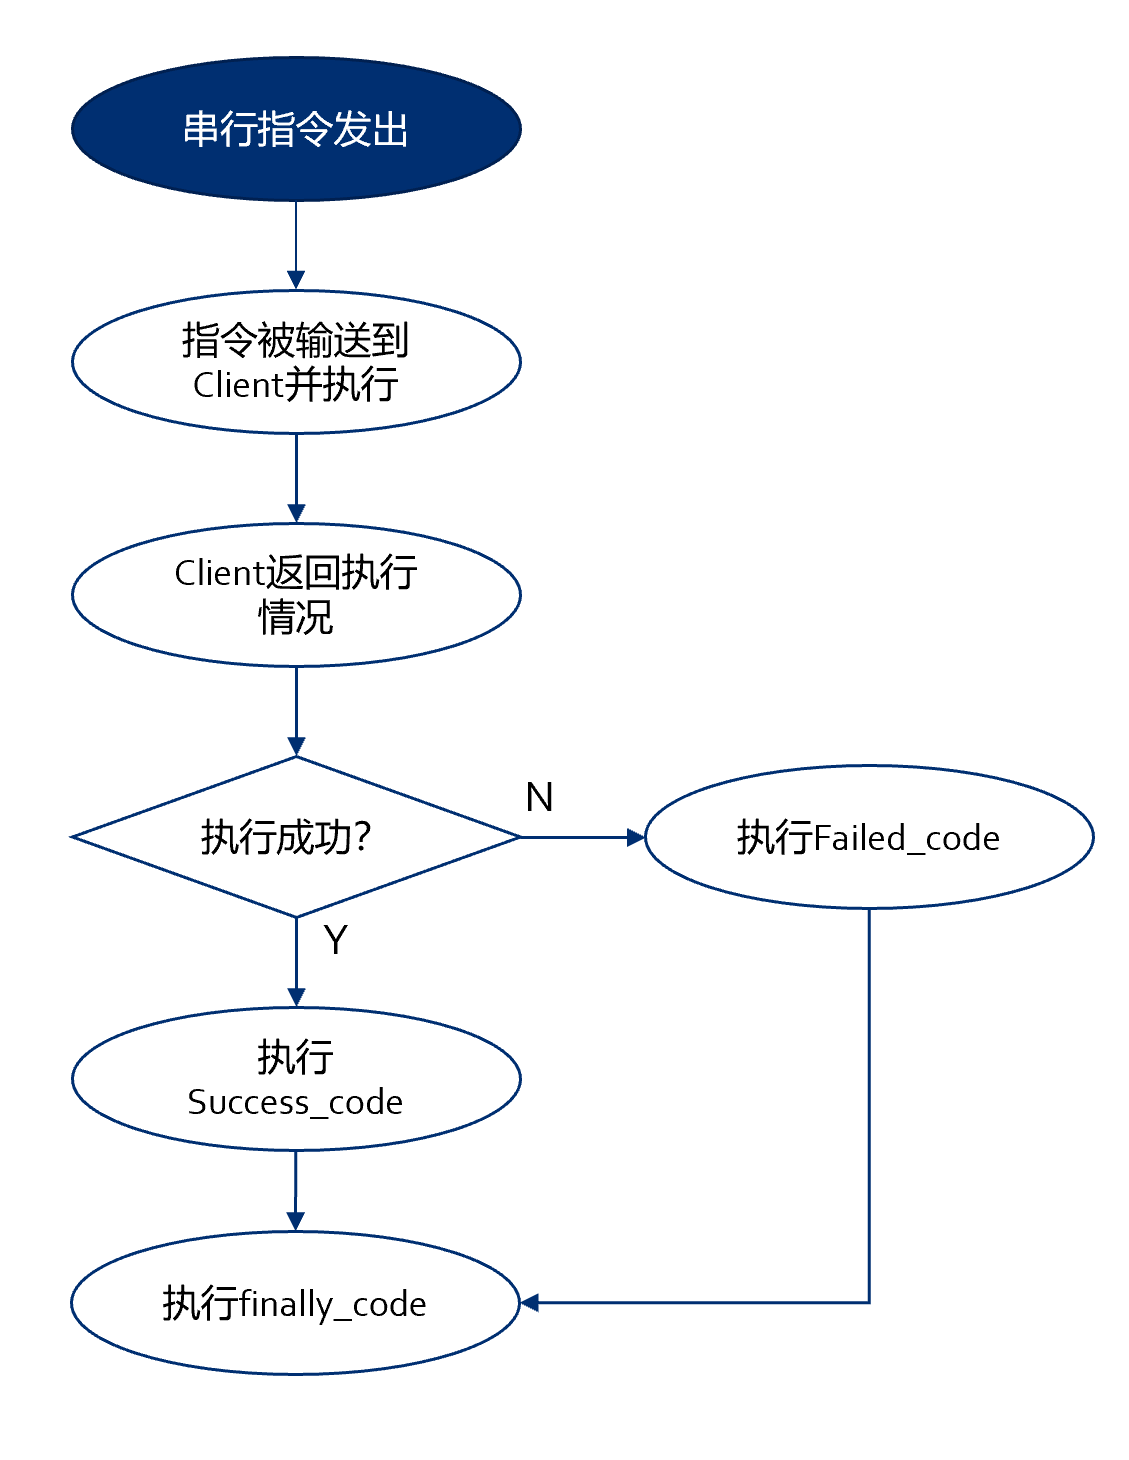 串行指令发出
指令被输送到
Client并执行
Client返回执行
情况
执行成功?
N
执行Failed_code
Y
执行
Success_code
执行finally_code